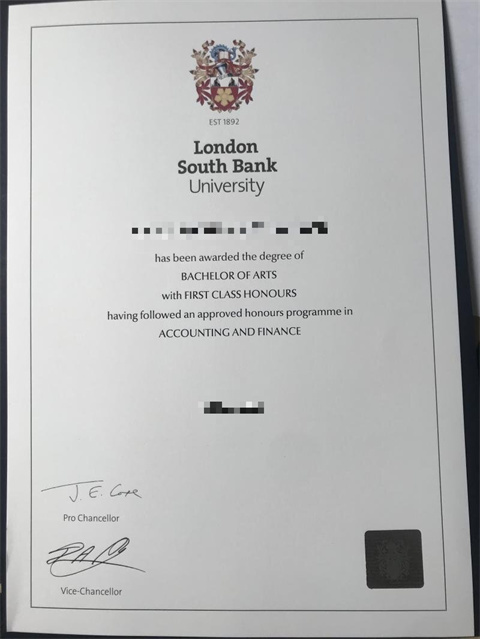 EST 1892
London
South Bank
University
has been awarded the degree of
BACHELOR OF ARTS
with FIRST CLASS HONOURS
having followed an approved honours programme in
ACCOUNTING AND FINANCE
J. E. Cope
Pro Chancellor
Vice-Chancellor